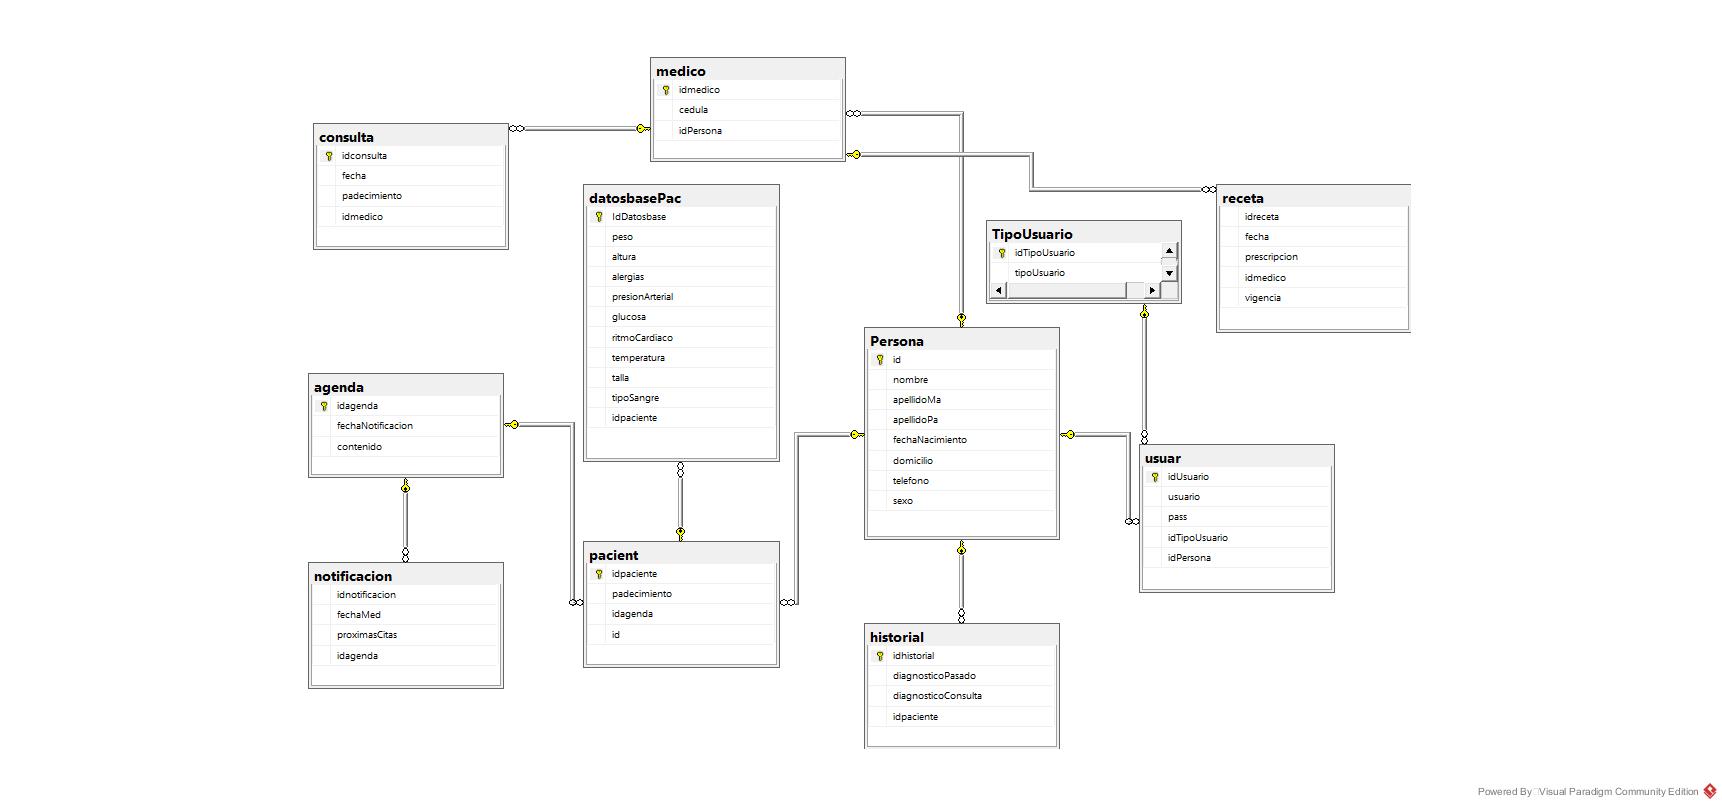 medico
idmedico
cedula
idPersona
consulta
idconsulta
fecha
padecimiento
idmedico
datosbasePac
IdDatosbase
peso
altura
alergias
presionArterial
glucosa
ritmoCardiaco
temperatura
talla
tipoSangre
idpaciente
TipoUsuario
idTipoUsuario
tipoUsuario
receta
idreceta
fecha
prescripcion
idmedico
vigencia
Persona
id
nombre
apellidoMa
apellidoPa
fechaNacimiento
domicilio
telefono
sexo
agenda
idagenda
fechaNotificacion
contenido
usuar
idUsuario
usuario
pass
idTipoUsuario
idPersona
pacient
idpaciente
padecimiento
idagenda
id
notificacion
idnotificacion
fechaMed
proximasCitas
idagenda
historial
idhistorial
diagnosticoPasado
diagnosticoConsulta
idpaciente
Powered By Visual Paradigm Community Edition